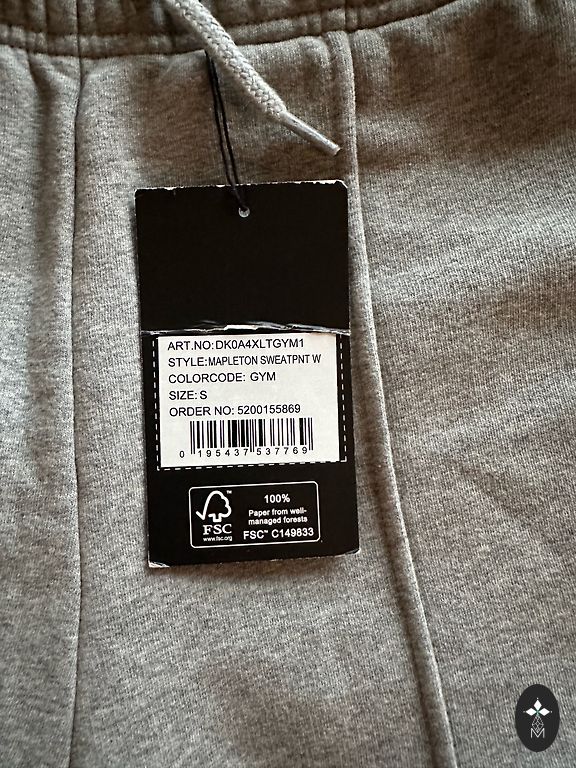 ART.NO: DK0A4XLTGYM1
STYLE: MAPLETON SWEATPNT W
COLORCODE: GYM
SIZE: S
ORDER NO: 5200155869
0 195437 537769
100%
Paper from well-
managed forests
FSC™ C149833
FSC
www.fsc.org
M